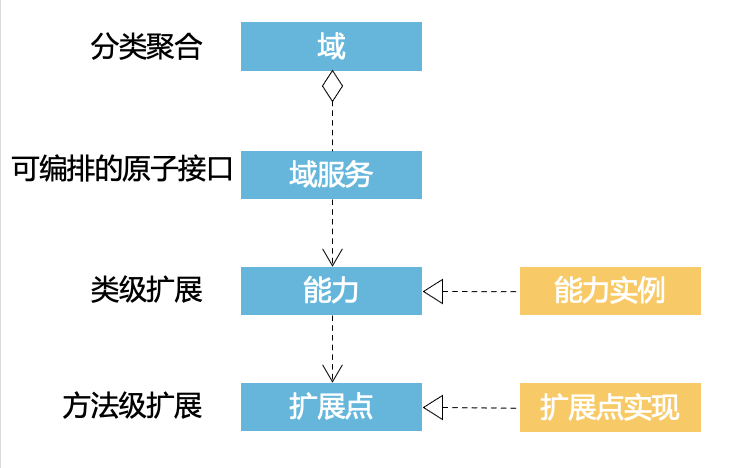 分类聚合
域
可编排的原子接口
域服务
类级扩展
能力
能力实例
方法级扩展
扩展点
扩展点实现